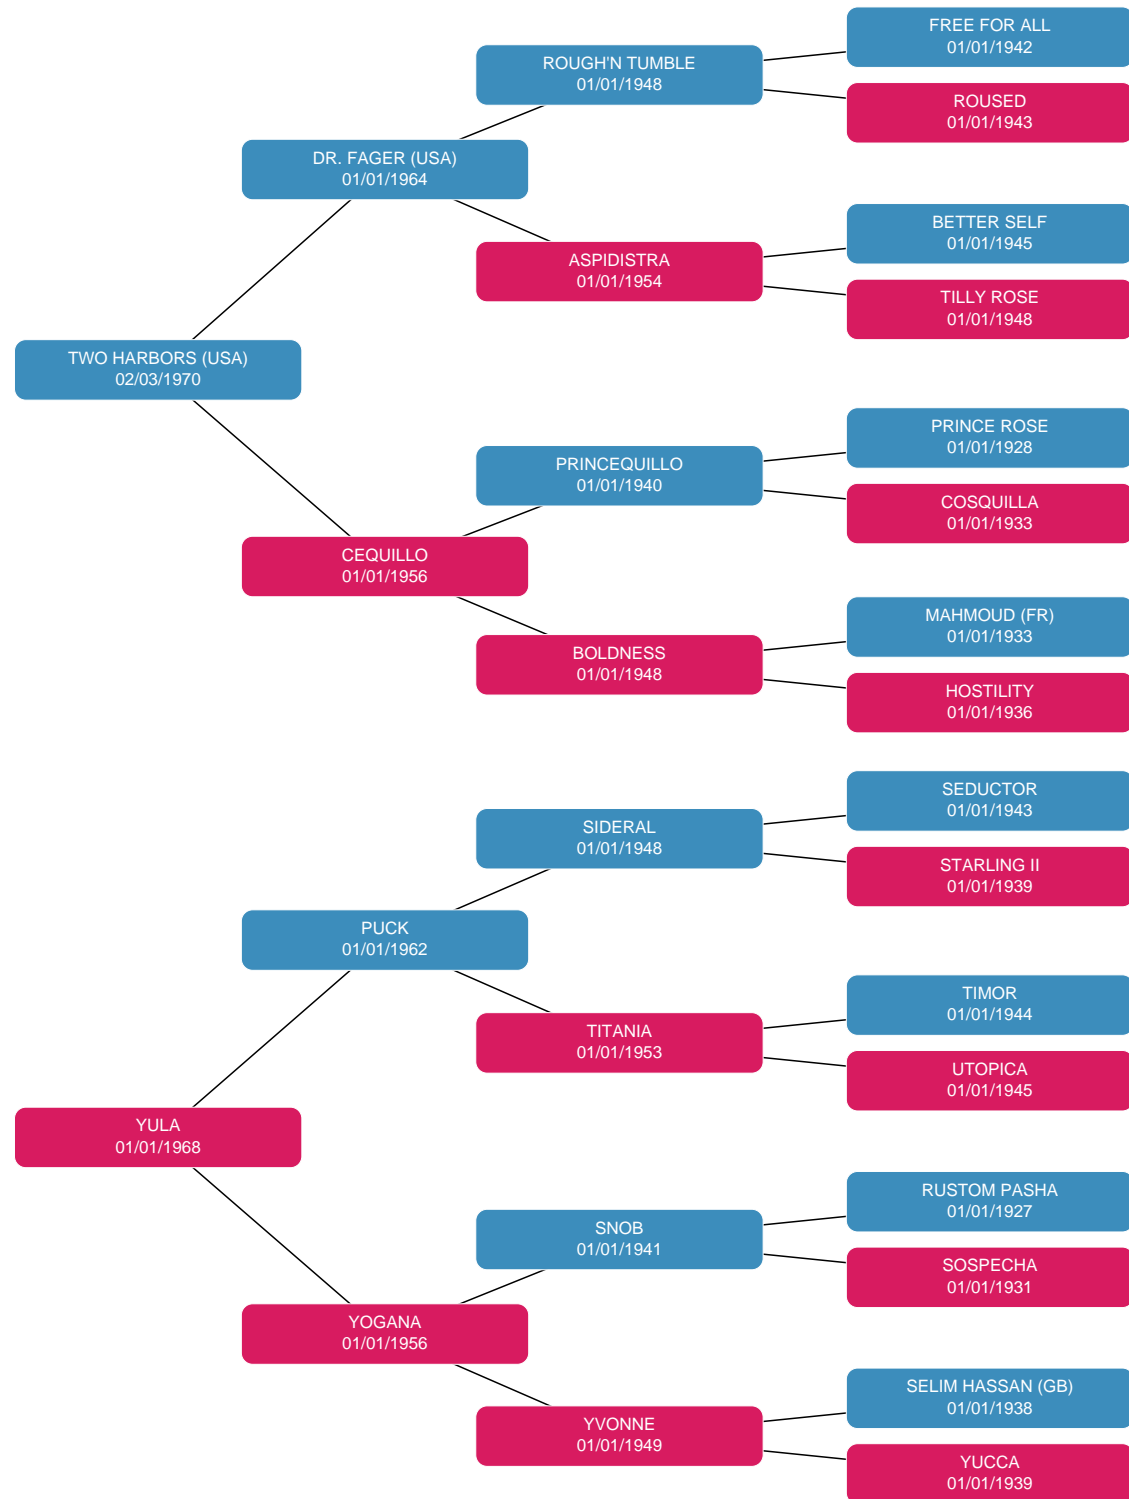 FREE FOR ALL
01/01/1942
ROUGH'N TUMBLE
01/01/1948
ROUSED
01/01/1943
DR. FAGER (USA)
01/01/1964
BETTER SELF
01/01/1945
ASPIDISTRA
01/01/1954
TILLY ROSE
01/01/1948
TWO HARBORS (USA)
02/03/1970
PRINCE ROSE
01/01/1928
PRINCEQUILLO
01/01/1940
COSQUILLA
01/01/1933
CEQUILLO
01/01/1956
MAHMOUD (FR)
01/01/1933
BOLDNESS
01/01/1948
HOSTILITY
01/01/1936
SEDUCTOR
01/01/1943
SIDERAL
01/01/1948
STARLING II
01/01/1939
PUCK
01/01/1962
TIMOR
01/01/1944
TITANIA
01/01/1953
UTOPICA
01/01/1945
YULA
01/01/1968
RUSTOM PASHA
01/01/1927
SNOB
01/01/1941
SOSPECHA
01/01/1931
YOGANA
01/01/1956
SELIM HASSAN (GB)
01/01/1938
YVONNE
01/01/1949
YUCCA
01/01/1939